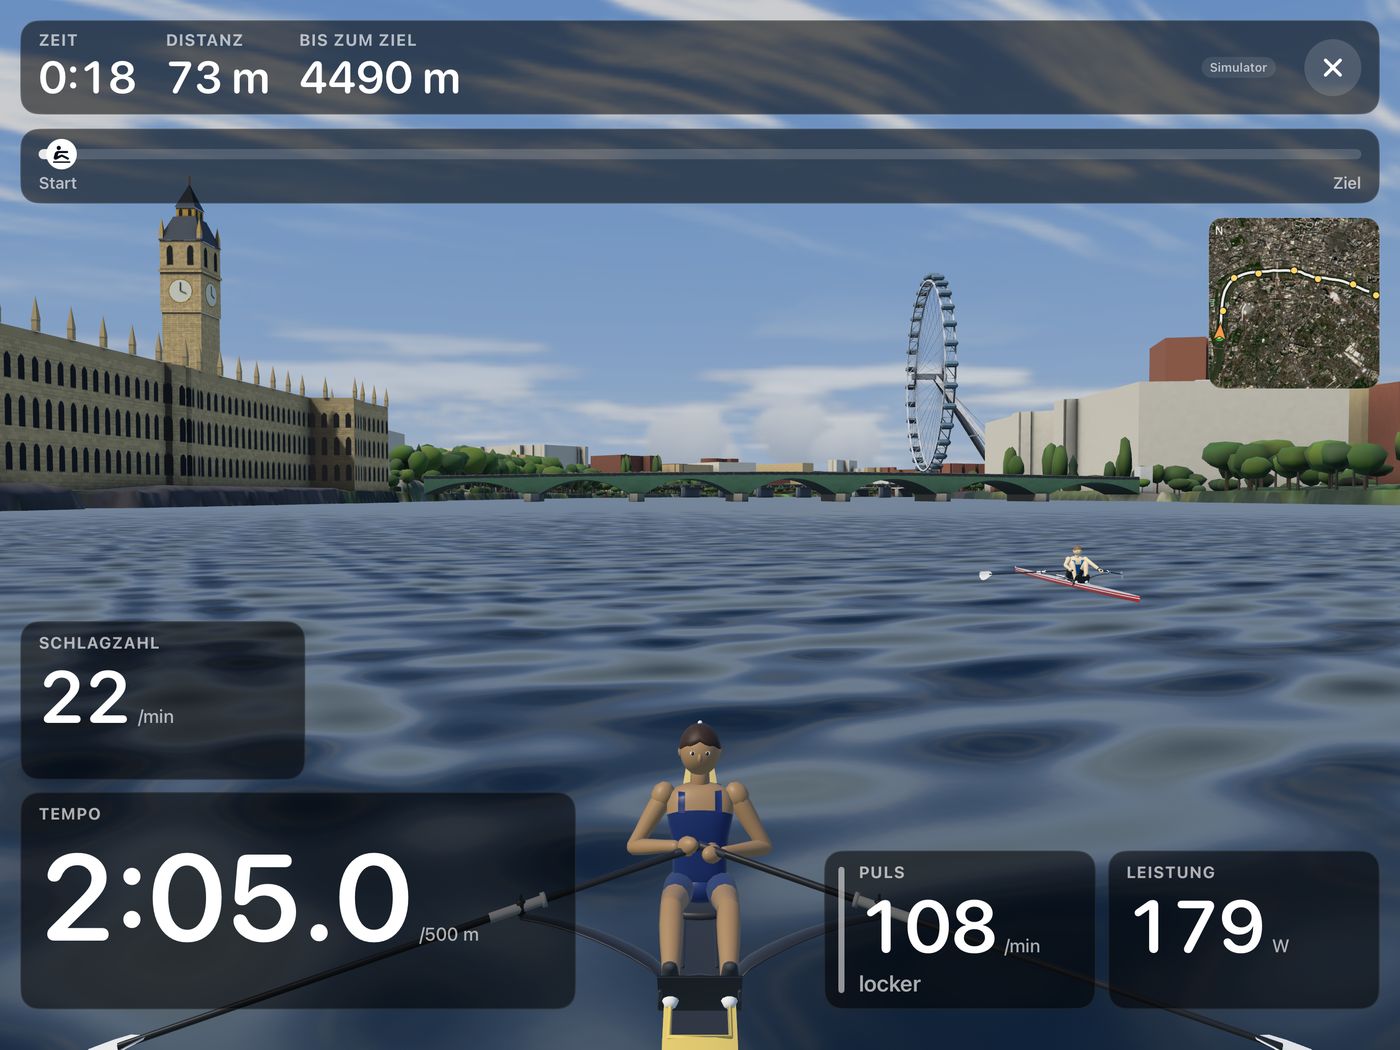 ZEIT
0:18
DISTANZ
73 m
BIS ZUM ZIEL
4490 m
Simulator
Start
Ziel
N
SCHLAGZAHL
22 /min
TEMPO
2:05.0 /500 m
PULS
108 /min
locker
LEISTUNG
179 W